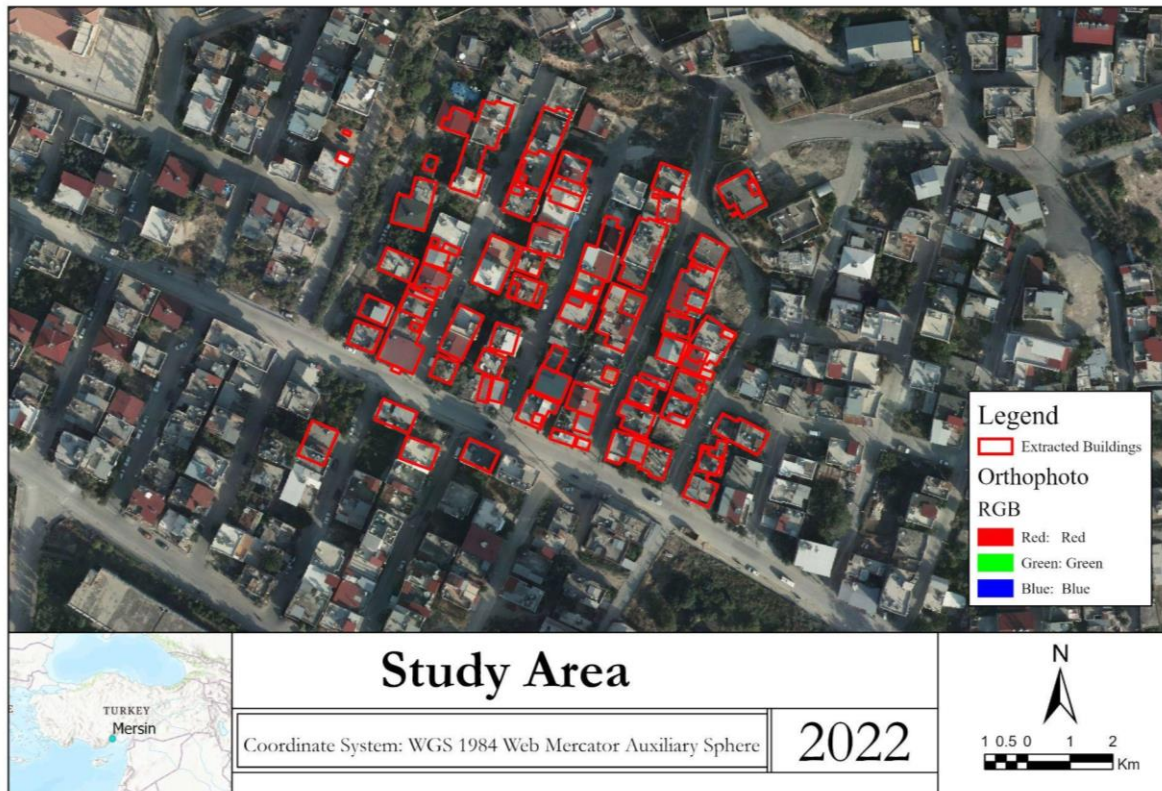 Legend
Extracted Buildings
Orthophoto
RGB
Red: Red
Green: Green
Blue: Blue
TURKEY
Mersin
Study Area
Coordinate System: WGS 1984 Web Mercator Auxiliary Sphere
2022
N
1 0.5 0 1 2
Km